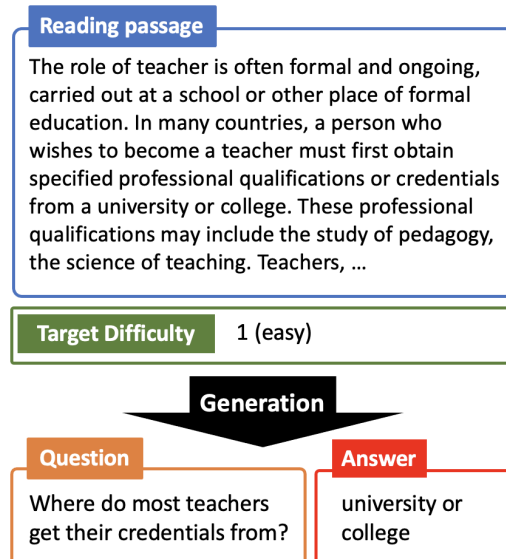 Reading passage
The role of teacher is often formal and ongoing,
carried out at a school or other place of formal
education. In many countries, a person who
wishes to become a teacher must first obtain
specified professional qualifications or credentials
from a university or college. These professional
qualifications may include the study of pedagogy,
the science of teaching. Teachers, ...
Target Difficulty 1 (easy)
Generation
Question
Where do most teachers
get their credentials from?
Answer
university or
college